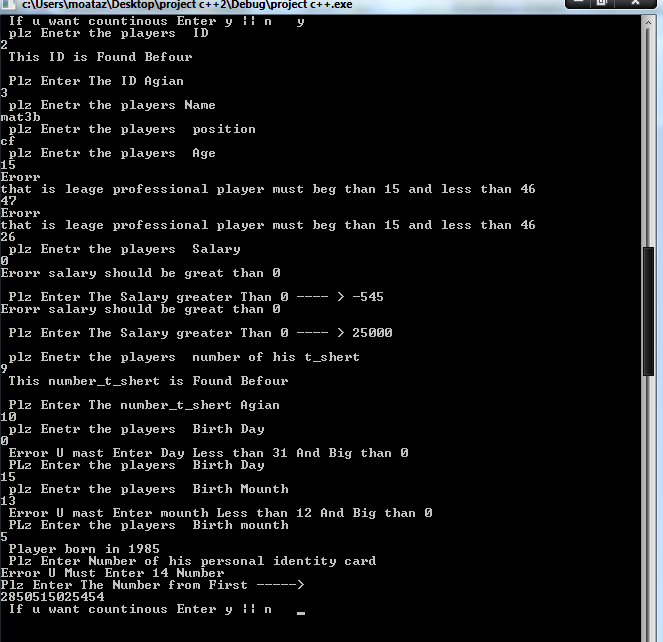 c:\Users\moataz\Desktop\project c++2\Debug\project c++.exe
If u want countinous Enter y || n    y
plz Enetr the players  ID
2
This ID is Found Befour
Plz Enter The ID Agian
3
plz Enetr the players Name
mat3b
plz Enetr the players  position
cf
plz Enetr the players  Age
15
Erorr
that is leage professional player must beg than 15 and less than 46
47
Erorr
that is leage professional player must beg than 15 and less than 46
26
plz Enetr the players  Salary
0
Erorr salary should be great than 0
Plz Enter The Salary greater Than 0 ---- > -545
Erorr salary should be great than 0
Plz Enter The Salary greater Than 0 ---- > 25000
plz Enetr the players  number of his t_shert
9
This number_t_shert is Found Befour
Plz Enter The number_t_shert Agian
10
plz Enetr the players  Birth Day
0
Error U mast Enter Day Less than 31 And Big than 0
PLz Enter the players  Birth Day
15
plz Enetr the players  Birth Mounth
13
Error U mast Enter mounth Less than 12 And Big than 0
PLz Enter the players  Birth mounth
5
Player born in 1985
Plz Enter Number of his personal identity card
Error U Must Enter 14 Number
Plz Enter The Number from First ----->
2850515025454
If u want countinous Enter y || n    _